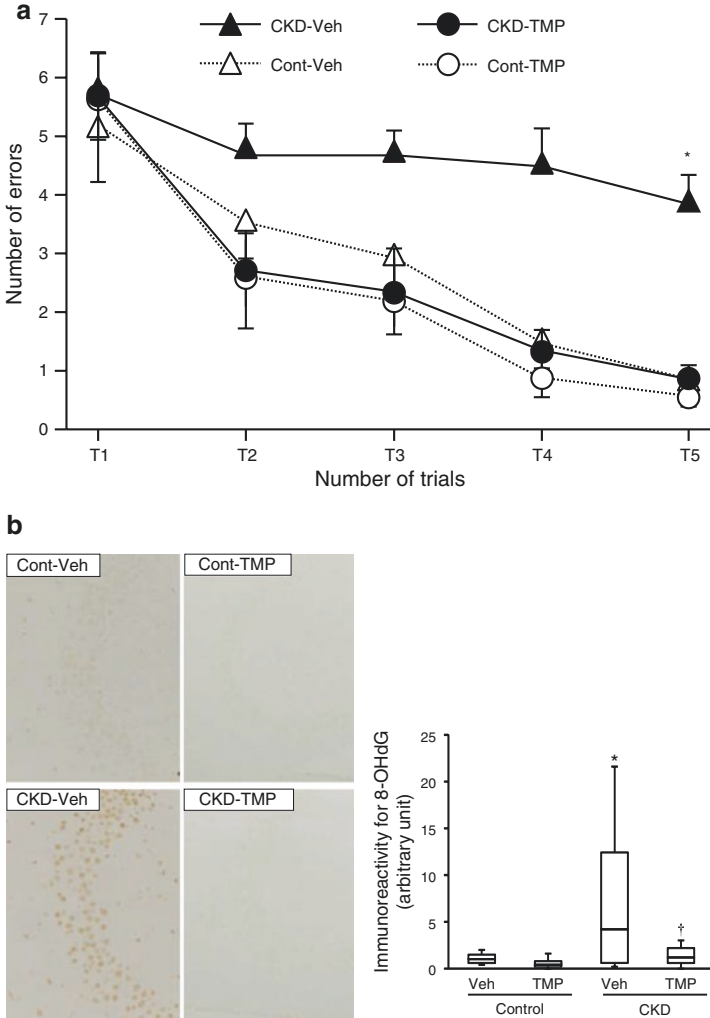 a
CKD-Veh
CKD-TMP
Cont-Veh
Cont-TMP
7
6
5
4
3
2
1
0
Number of errors
*
T1 T2 T3 T4 T5
Number of trials
b
Cont-Veh
Cont-TMP
CKD-Veh
CKD-TMP
Immunoreactivity for 8-OHdG
(arbitrary unit)
25
20
15
10
5
0
*
†
Veh TMP Veh TMP
Control CKD